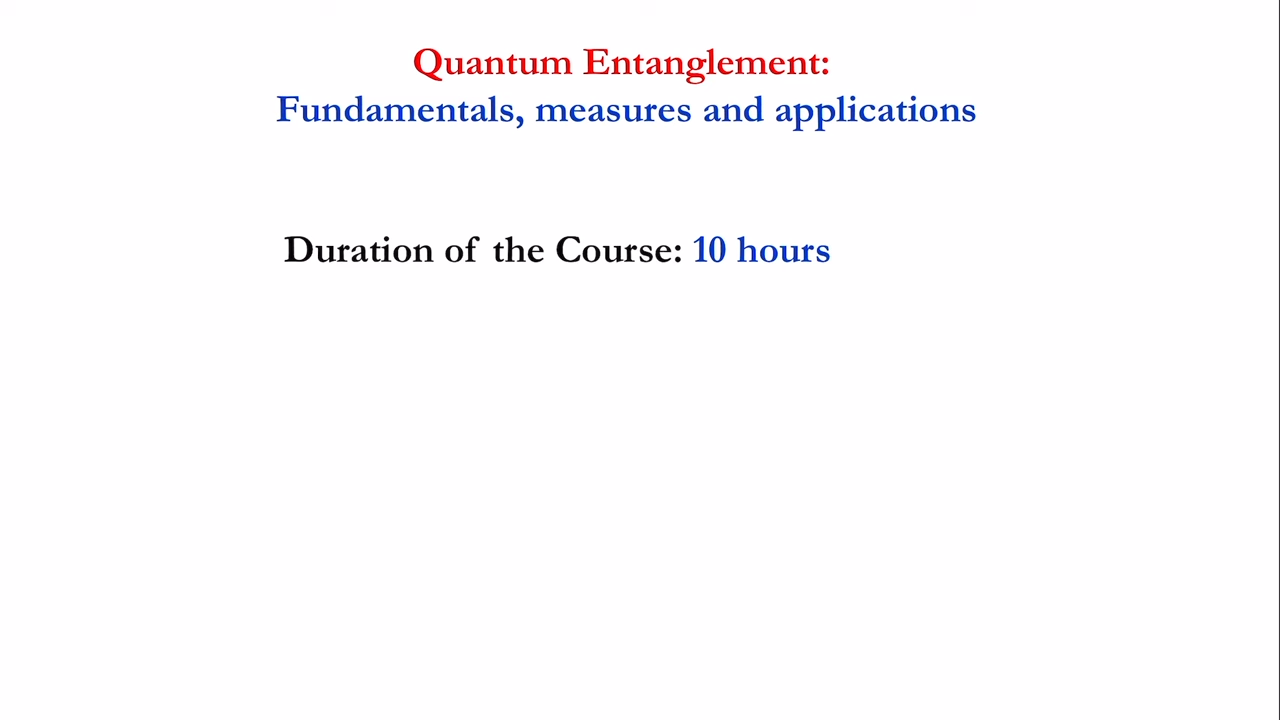 Quantum Entanglement:
Fundamentals, measures and applications
Duration of the Course: 10 hours